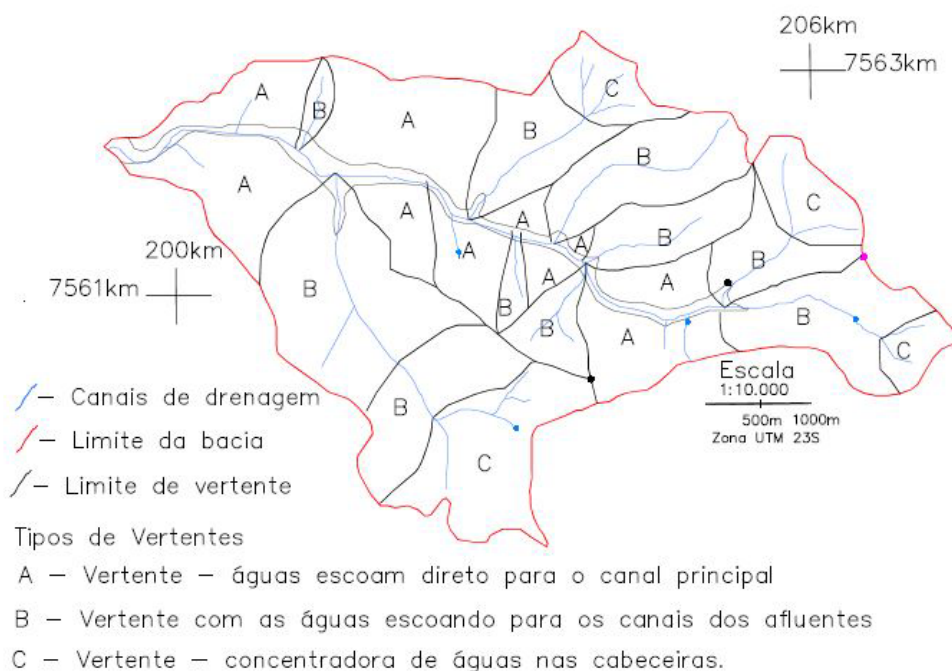 206km
7563km
A
B
A
C
B
B
C
A
A
A
A
A
B
200km
7561km
B
A
A
B
B
B
A
B
C
Escala
1:10.000
500m 1000m
Zona UTM 23S
B
C
/– Canais de drenagem
/– Limite da bacia
/– Limite de vertente
Tipos de Vertentes
A – Vertente – águas escoam direto para o canal principal
B – Vertente com as águas escoando para os canais dos afluentes
C – Vertente – concentradora de águas nas cabeceiras.